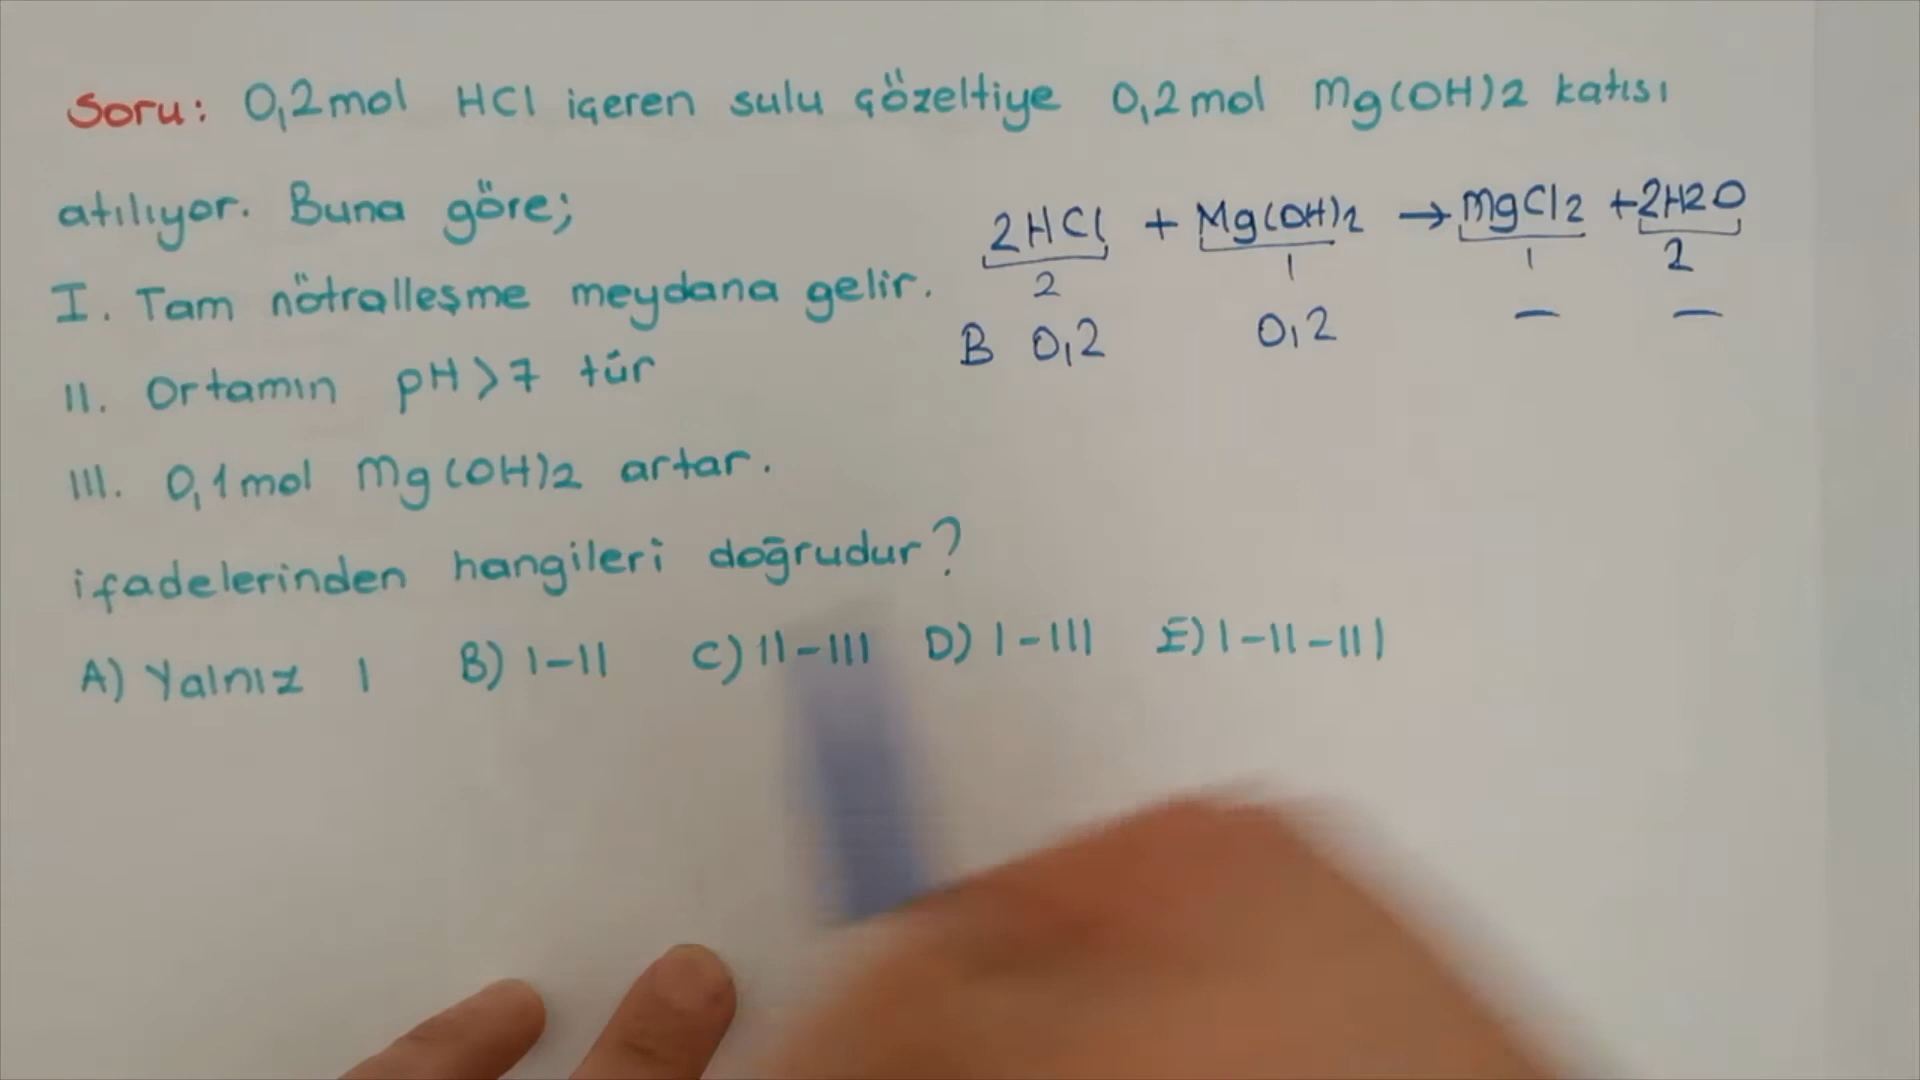 Soru: 0,2mol HCl içeren sulu çözeltiye 0,2mol Mg(OH)2 katısı
atılıyor. Buna göre;
I. Tam nötralleşme meydana gelir.
II. Ortamın pH>7 tür
III. 0,1mol Mg(OH)2 artar.
ifadelerinden hangileri doğrudur?
A) Yalnız I B) I-II C) II-III D) I-III E) I-II-III
2HCl + Mg(OH)2 → MgCl2 + 2H2O
2 1 1 2
B 0,2 0,2 — —